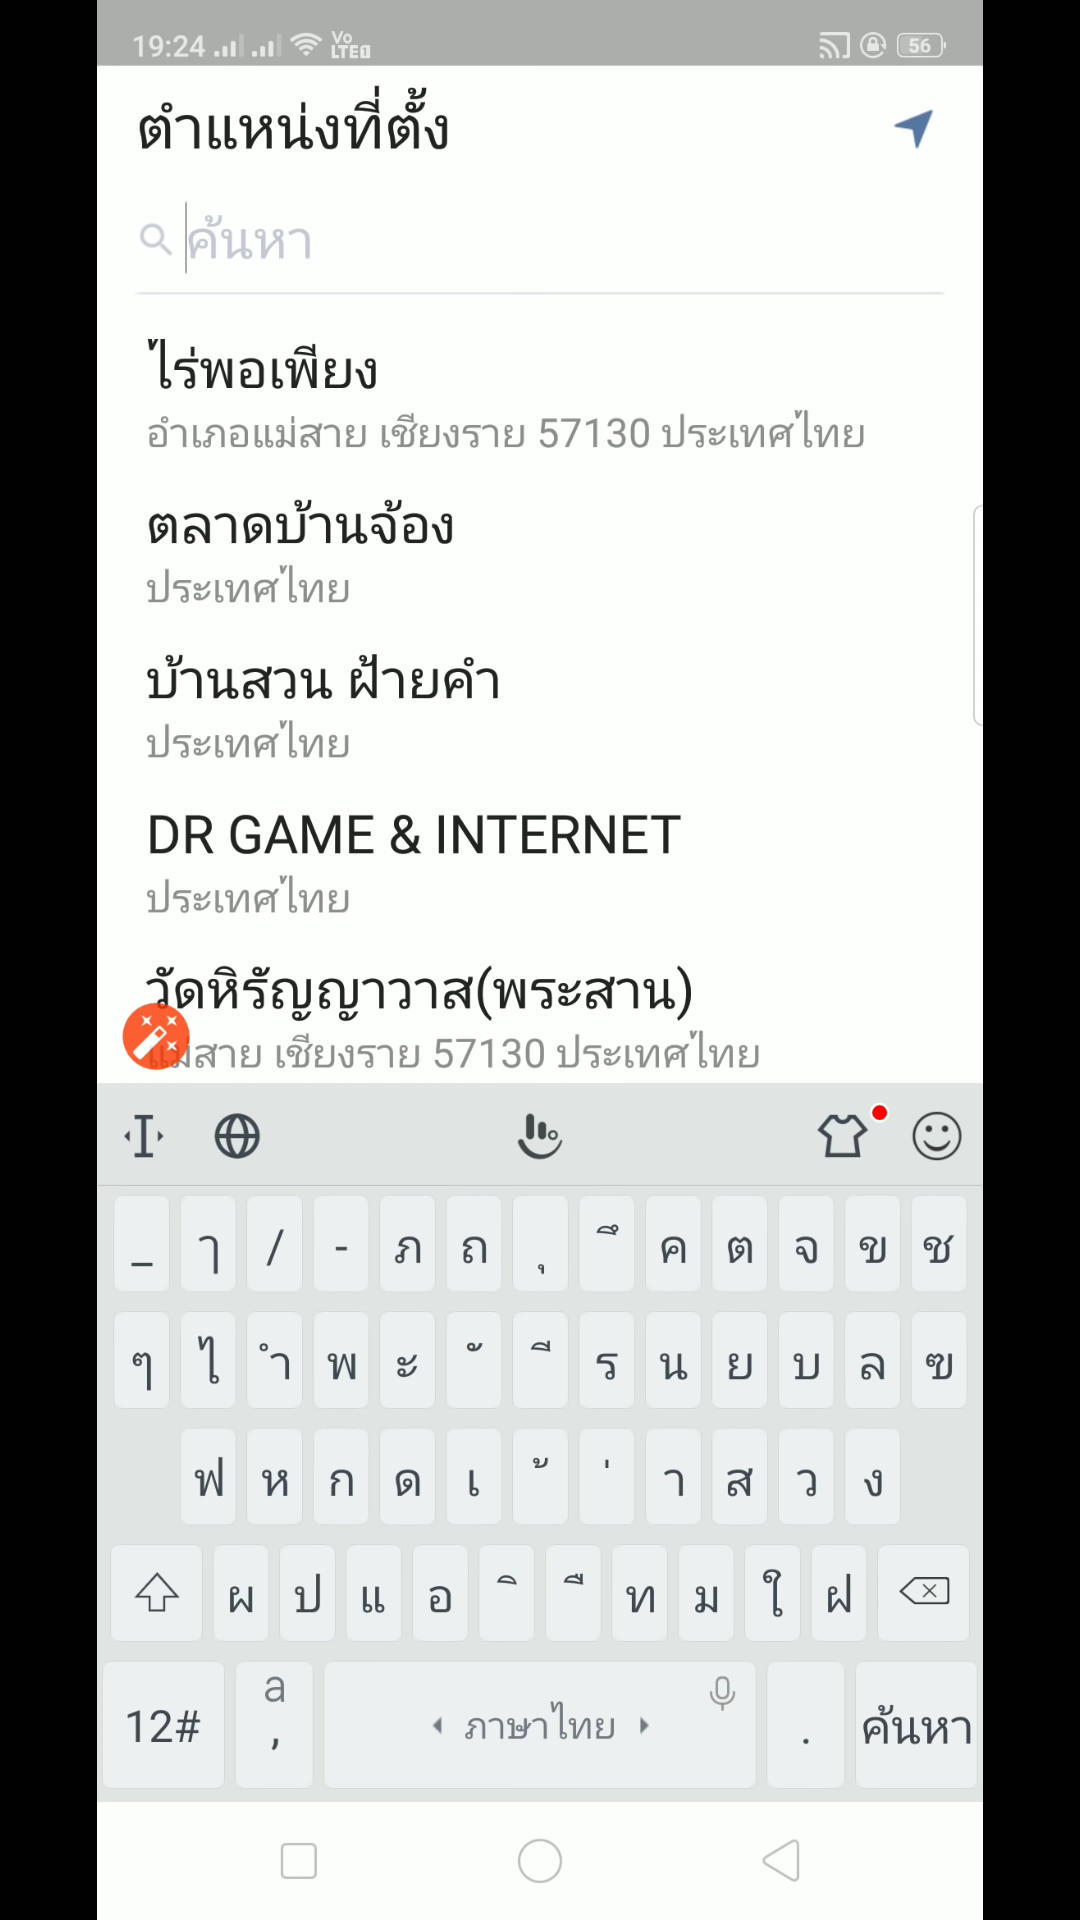 19:24 Vo LTE1 56
ตำแหน่งที่ตั้ง
ค้นหา
ไร่พอเพียง
อำเภอแม่สาย เชียงราย 57130 ประเทศไทย
ตลาดบ้านจ้อง
ประเทศไทย
บ้านสวน ฝ้ายคำ
ประเทศไทย
DR GAME & INTERNET
ประเทศไทย
วัดหิรัญญาวาส(พระสาน)
แม่สาย เชียงราย 57130 ประเทศไทย
_ ๅ / - ภ ถ ุ ึ ค ต จ ข ช
ๆ ไ ำ พ ะ ั ี ร น ย บ ล ฃ
ฟ ห ก ด เ ้ ่ า ส ว ง
ผ ป แ อ ิ ื ท ม ใ ฝ
12# a , ภาษาไทย . ค้นหา